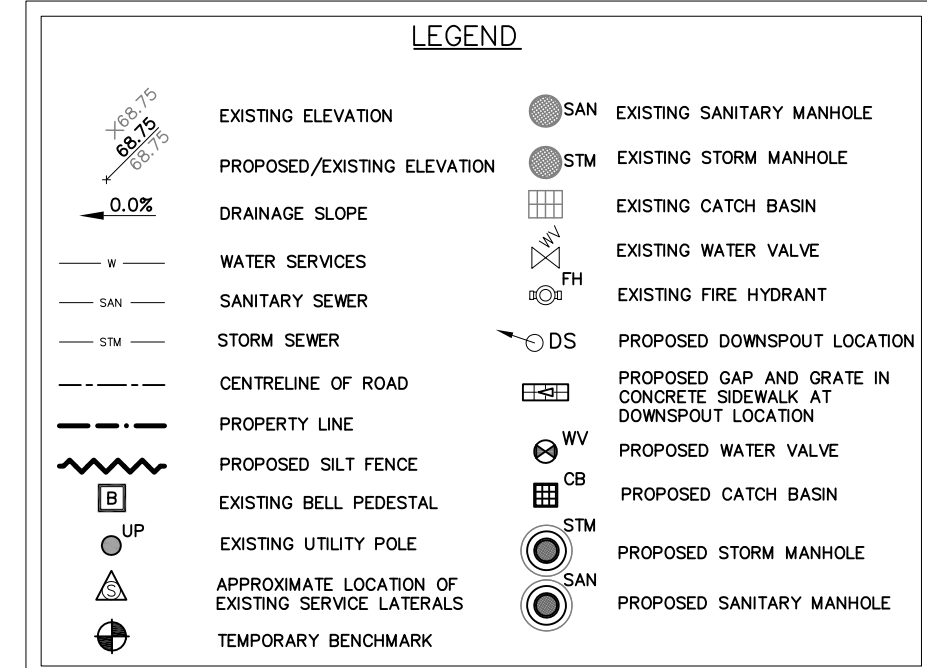 LEGEND
X68.75
EXISTING ELEVATION
68.75
68.75
PROPOSED/EXISTING ELEVATION
0.0%
DRAINAGE SLOPE
W
WATER SERVICES
SAN
SANITARY SEWER
STM
STORM SEWER
CENTRELINE OF ROAD
PROPERTY LINE
PROPOSED SILT FENCE
B
EXISTING BELL PEDESTAL
UP
EXISTING UTILITY POLE
S
APPROXIMATE LOCATION OF
EXISTING SERVICE LATERALS
TEMPORARY BENCHMARK
SAN
EXISTING SANITARY MANHOLE
STM
EXISTING STORM MANHOLE
EXISTING CATCH BASIN
WV
EXISTING WATER VALVE
FH
EXISTING FIRE HYDRANT
DS
PROPOSED DOWNSPOUT LOCATION
PROPOSED GAP AND GRATE IN
CONCRETE SIDEWALK AT
DOWNSPOUT LOCATION
WV
PROPOSED WATER VALVE
CB
PROPOSED CATCH BASIN
STM
PROPOSED STORM MANHOLE
SAN
PROPOSED SANITARY MANHOLE